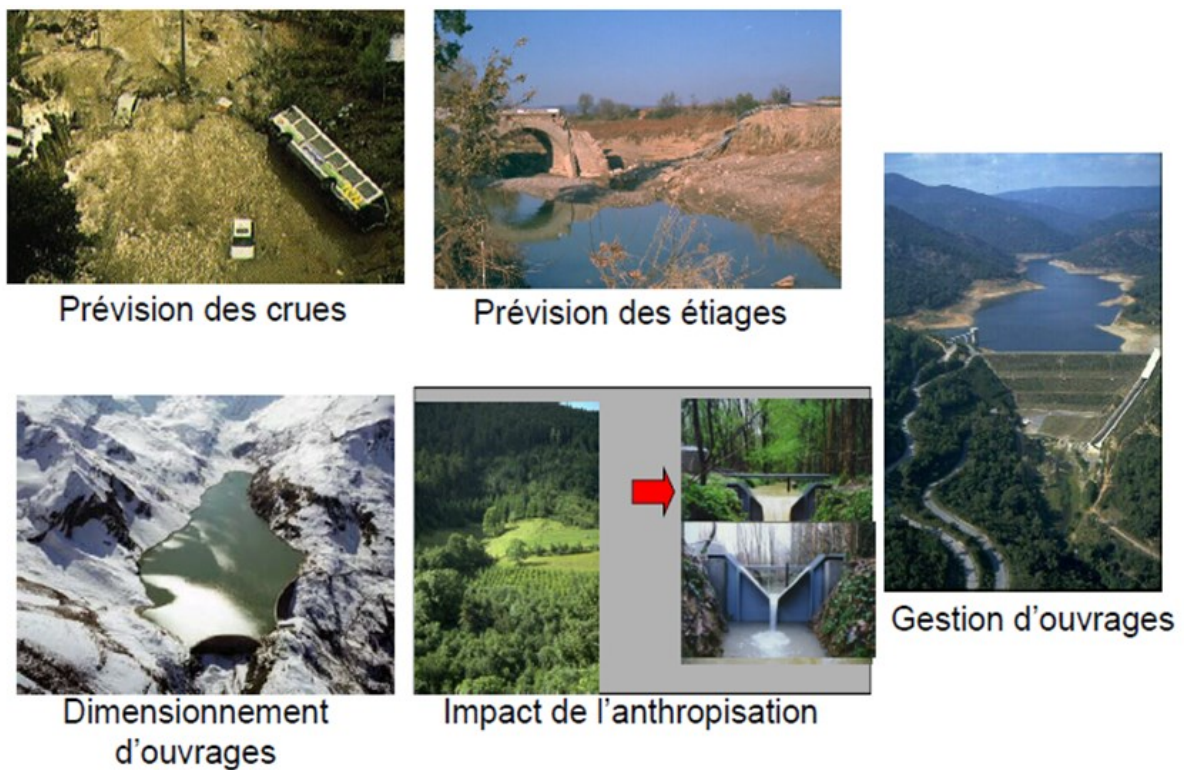 Prévision des crues
Prévision des étiages
Gestion d'ouvrages
Dimensionnement
d'ouvrages
Impact de l'anthropisation